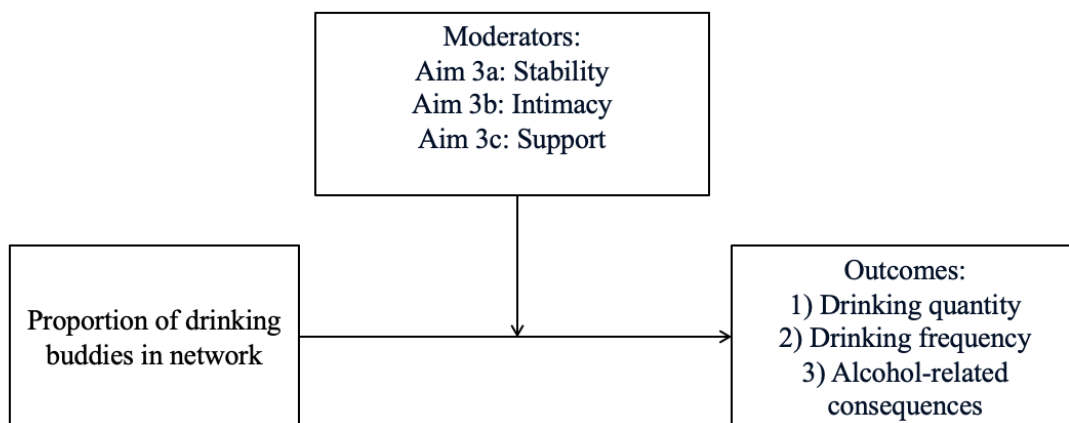 Moderators:
Aim 3a: Stability
Aim 3b: Intimacy
Aim 3c: Support
Proportion of drinking
buddies in network
Outcomes:
1) Drinking quantity
2) Drinking frequency
3) Alcohol-related
consequences